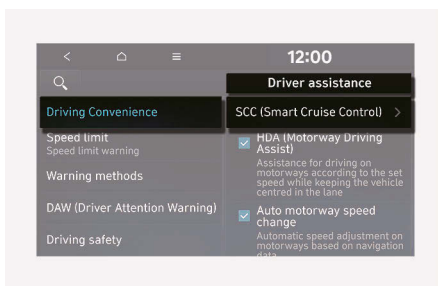 12:00
Driver assistance
Driving Convenience
SCC (Smart Cruise Control)
Speed limit
Speed limit warning
Warning methods
DAW (Driver Attention Warning)
Driving safety
HDA (Motorway Driving
Assist)
Assistance for driving on
motorways according to the set
speed while keeping the vehicle
centred in the lane
Auto motorway speed
change
Automatic speed adjustment on
motorways based on navigation
data